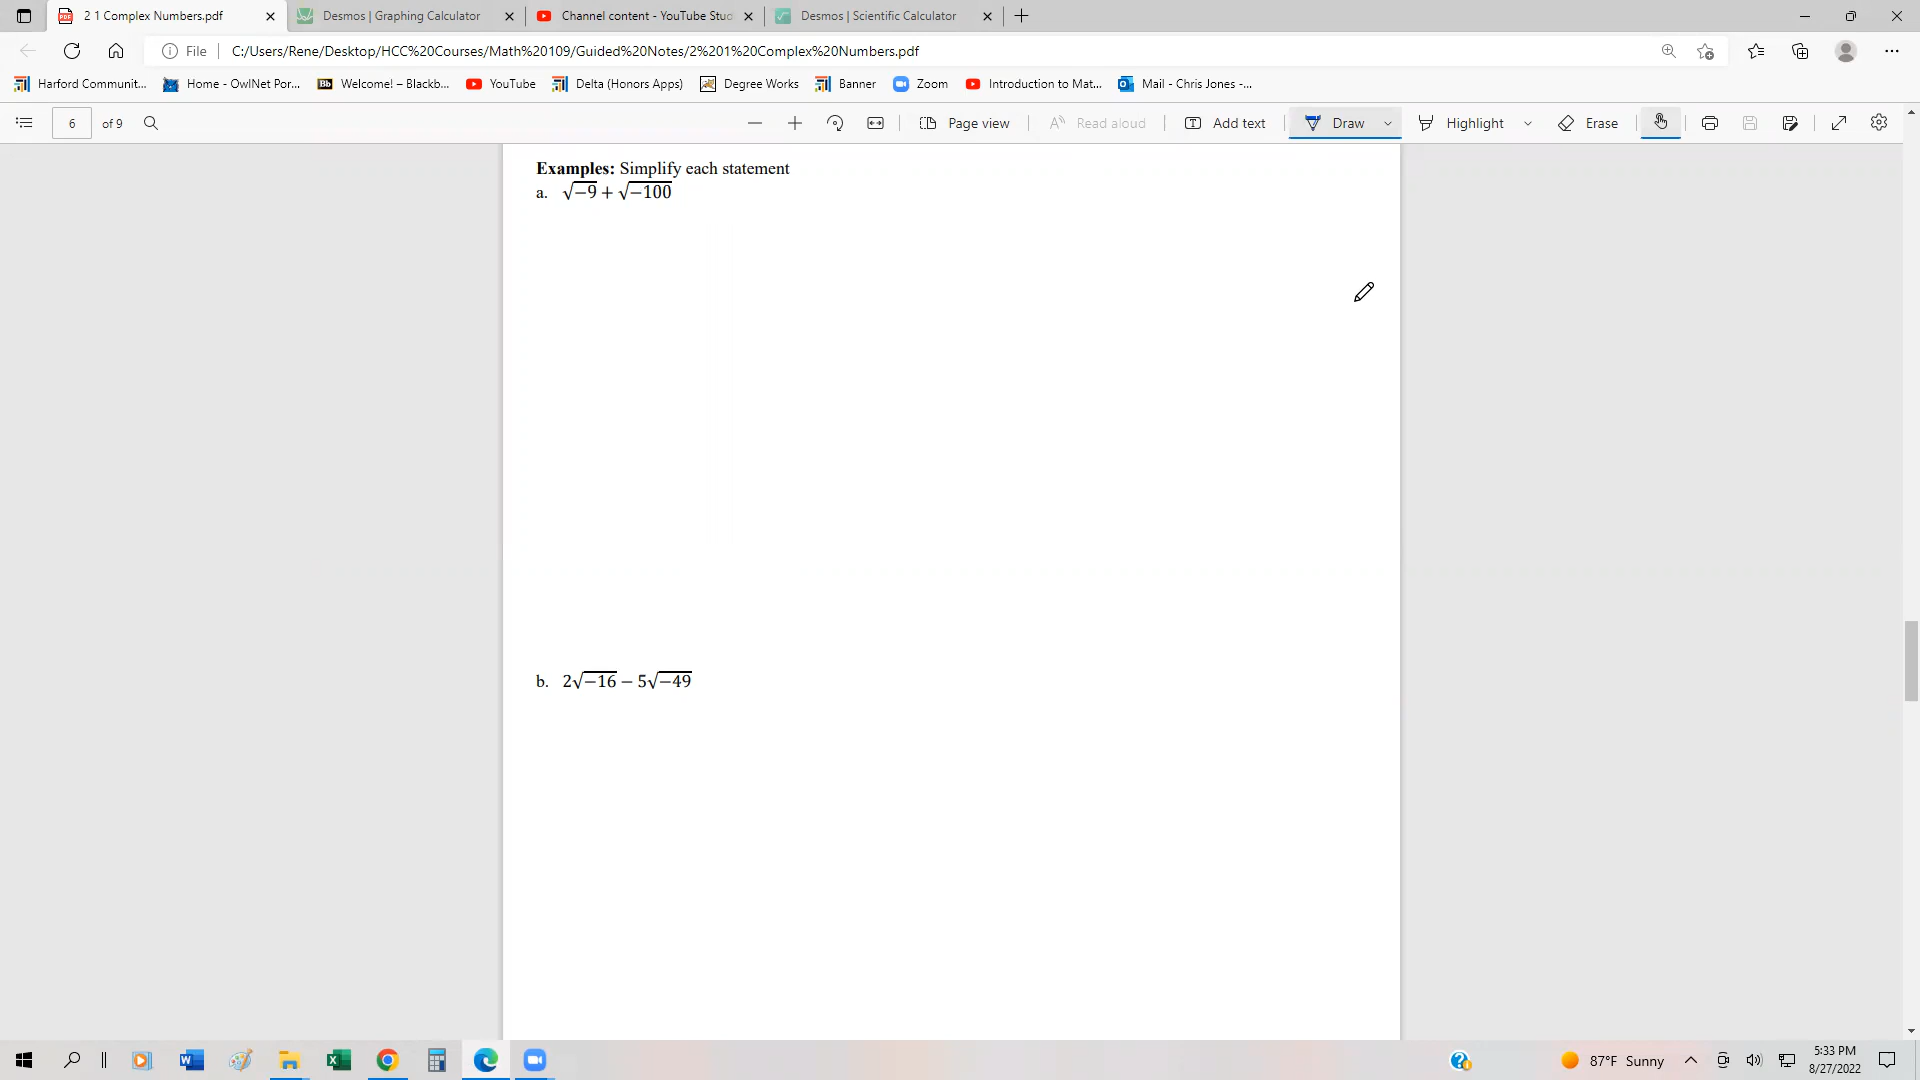 2 1 Complex Numbers.pdf
Desmos | Graphing Calculator
Channel content - YouTube Stud
Desmos | Scientific Calculator
File
C:/Users/Rene/Desktop/HCC%20Courses/Math%20109/Guided%20Notes/2%201%20Complex%20Numbers.pdf
Harford Communit...
Home - OwlNet Por...
Bb Welcome! – Blackb...
YouTube
Delta (Honors Apps)
Degree Works
Banner
Zoom
Introduction to Mat...
Mail - Chris Jones -...
6 of 9
Page view
Read aloud
Add text
Draw
Highlight
Erase
Examples: Simplify each statement
a. √−9 + √−100
b. 2√−16 − 5√−49
87°F Sunny
5:33 PM
8/27/2022